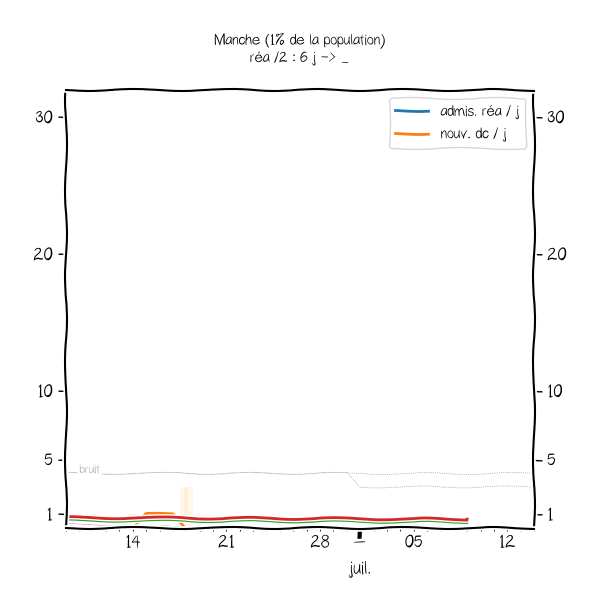 Manche (1% de la population)
réa /2 : 6 j -> _
admis. réa / j
nouv. dc / j
30
30
20
20
10
10
5
5
bruit
1
1
14
21
28
05
12
juil.